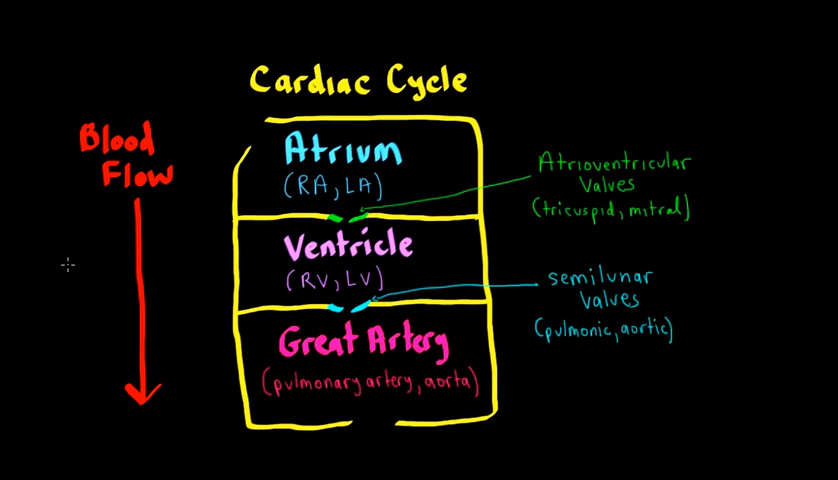 Cardiac Cycle
Blood
Flow
Atrium
(RA, LA)
Atrioventricular
Valves
(tricuspid, mitral)
Ventricle
(RV, LV)
semilunar
valves
(pulmonic, aortic)
Great Artery
(pulmonary artery, aorta)